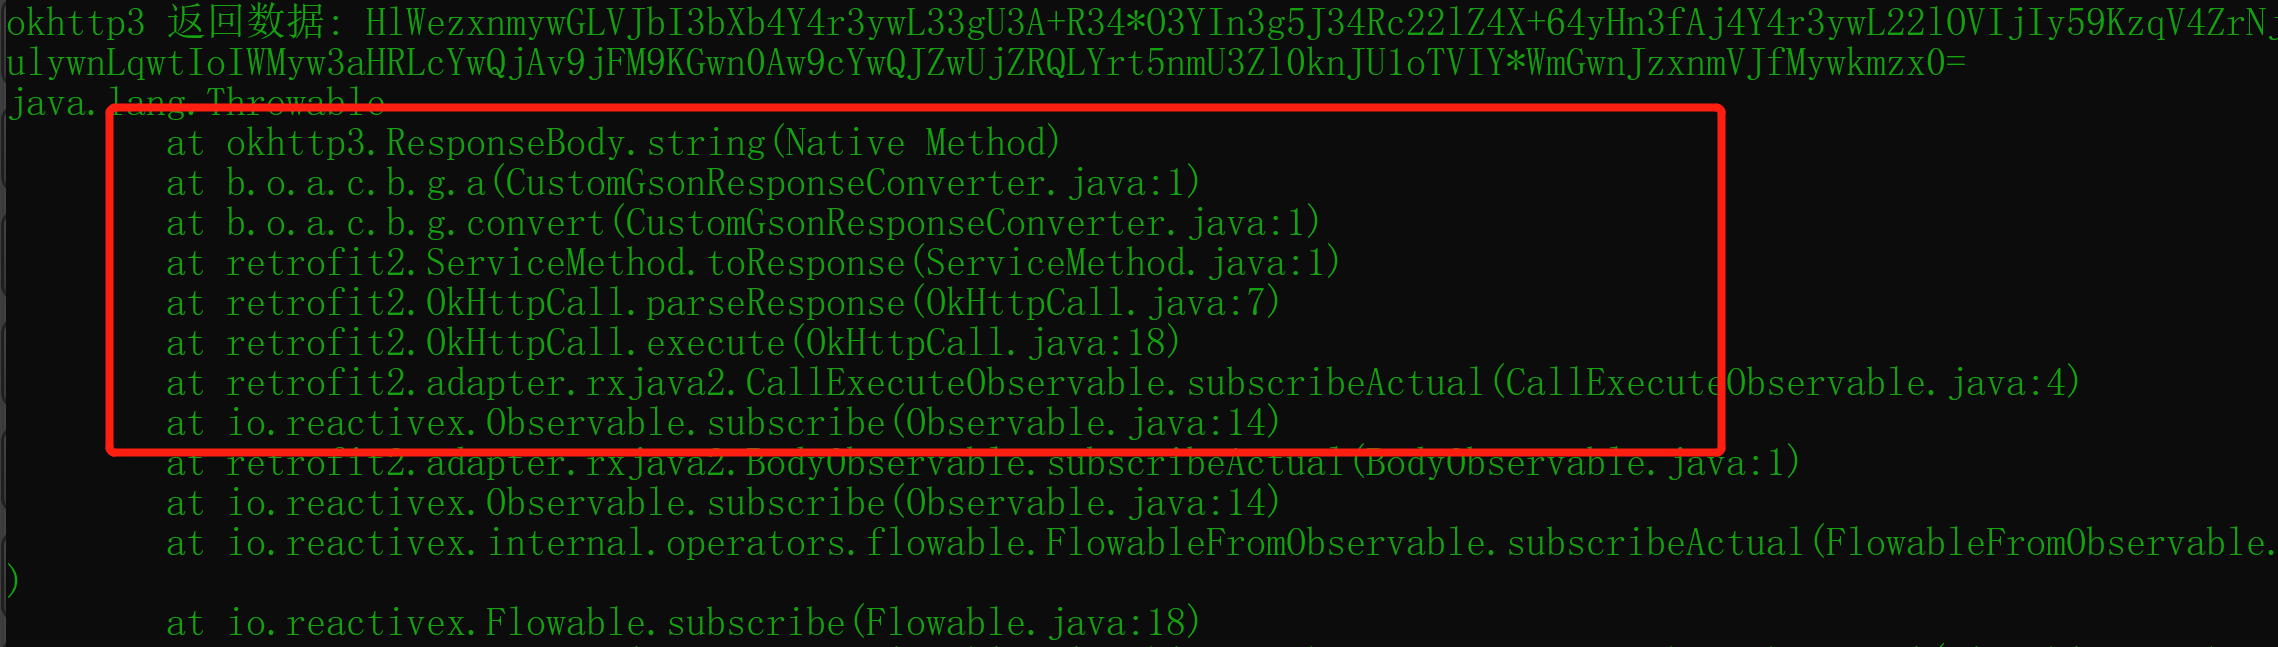 okhttp3 返回数据: HlWezxnmywGLVJbI3bXb4Y4r3ywL33gU3A+R34*O3YIn3g5J34Rc22lZ4X+64yHn3fAj4Y4r3ywL22lOVIjIy59KzqV4ZrNj
ulywnLqwtIoIWMyw3aHRLcYwQjAv9jFM9KGwn0Aw9cYwQJZwUjZRQLYrt5nmU3Zl0knJU1oTVIY*WmGwnJzxnmVJfMywkmzx0=
java.lang.Throwable
at okhttp3.ResponseBody.string(Native Method)
at b.o.a.c.b.g.a(CustomGsonResponseConverter.java:1)
at b.o.a.c.b.g.convert(CustomGsonResponseConverter.java:1)
at retrofit2.ServiceMethod.toResponse(ServiceMethod.java:1)
at retrofit2.OkHttpCall.parseResponse(OkHttpCall.java:7)
at retrofit2.OkHttpCall.execute(OkHttpCall.java:18)
at retrofit2.adapter.rxjava2.CallExecuteObservable.subscribeActual(CallExecuteObservable.java:4)
at io.reactivex.Observable.subscribe(Observable.java:14)
at retrofit2.adapter.rxjava2.BodyObservable.subscribeActual(BodyObservable.java:1)
at io.reactivex.Observable.subscribe(Observable.java:14)
at io.reactivex.internal.operators.flowable.FlowableFromObservable.subscribeActual(FlowableFromObservable.
)
at io.reactivex.Flowable.subscribe(Flowable.java:18)